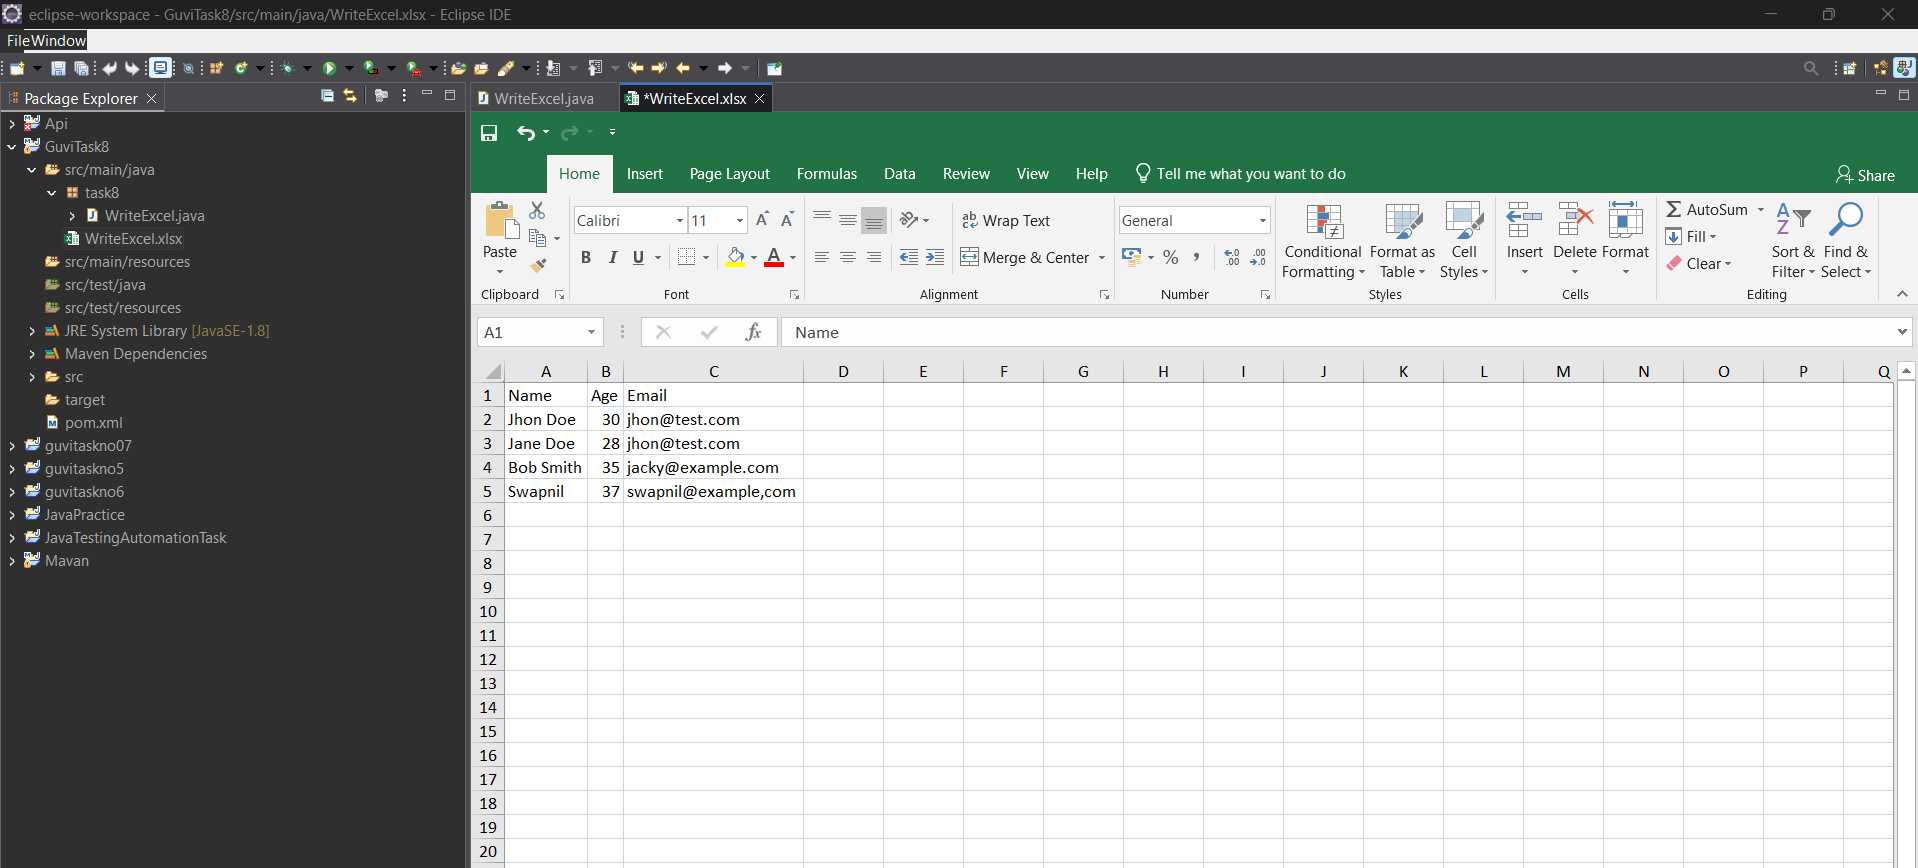 eclipse-workspace - GuviTask8/src/main/java/WriteExcel.xlsx - Eclipse IDE
File Window
Package Explorer
WriteExcel.java
*WriteExcel.xlsx
Api
GuviTask8
src/main/java
task8
WriteExcel.java
WriteExcel.xlsx
src/main/resources
src/test/java
src/test/resources
JRE System Library [JavaSE-1.8]
Maven Dependencies
src
target
pom.xml
guvitaskno07
guvitaskno5
guvitaskno6
JavaPractice
JavaTestingAutomationTask
Mavan
Home Insert Page Layout Formulas Data Review View Help Tell me what you want to do Share
Paste
Clipboard
Calibri 11
B I U
Font
ab Wrap Text
Merge & Center
Alignment
General
% , .00 .00
Number
Conditional Formatting
Format as Table
Cell Styles
Styles
Insert Delete Format
Cells
AutoSum
Fill
Clear
Sort & Filter
Find & Select
Editing
A1 fx Name
A B C D E F G H I J K L M N O P Q
1 Name Age Email
2 Jhon Doe 30 jhon@test.com
3 Jane Doe 28 jhon@test.com
4 Bob Smith 35 jacky@example.com
5 Swapnil 37 swapnil@example,com
6
7
8
9
10
11
12
13
14
15
16
17
18
19
20